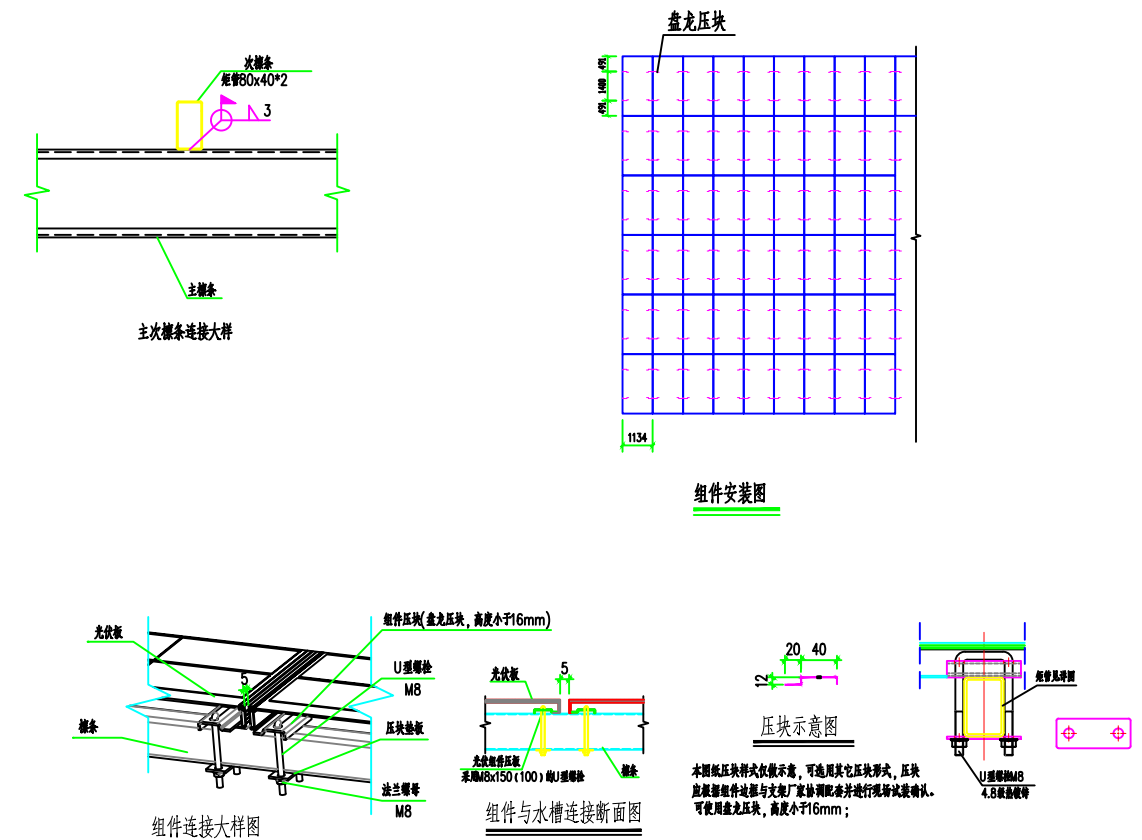 盘龙压块
次檩条
矩管80x40*2
3
主檩条
主次檩条连接大样
491
1400
491
1134
组件安装图
光伏板
组件压块(盘龙压块，高度小于16mm)
U型螺栓
M8
5
檩条
压块垫板
法兰螺母
M8
组件连接大样图
光伏板
5
光伏组件压板
采用M8x150(100)的U型螺栓
檩条
组件与水槽连接断面图
20
40
12
压块示意图
矩管见详图
U型螺栓M8
4.8级热镀锌
本图纸压块样式仅做示意，可选用其它压块形式，压块
应根据组件边框与支架厂家协调配套并进行现场试装确认。
可使用盘龙压块，高度小于16mm；